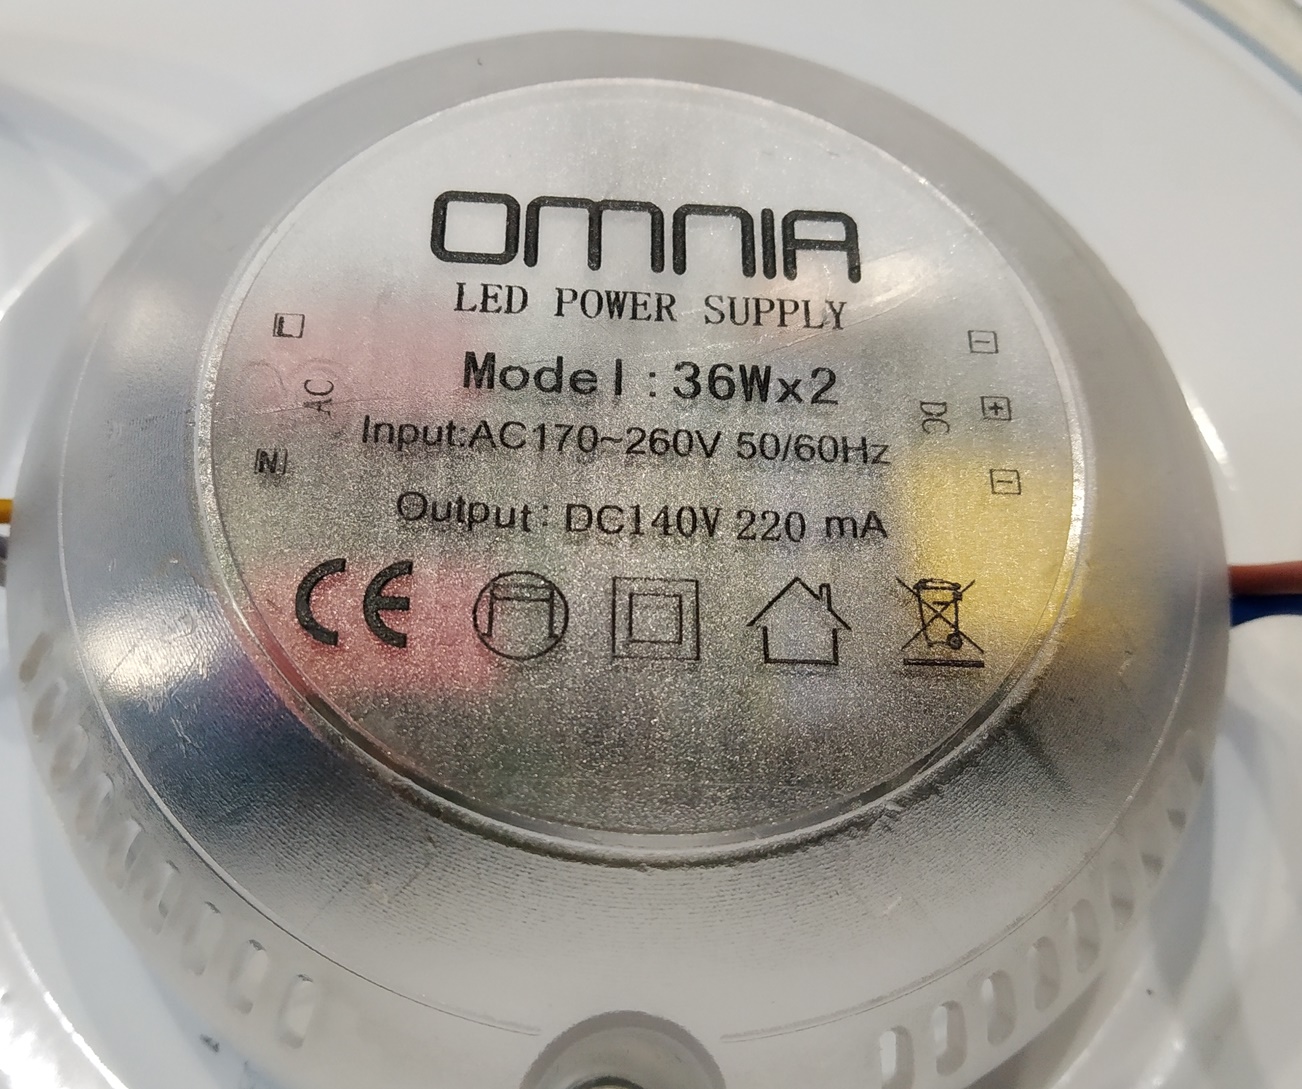 OMNIA
LED POWER SUPPLY
Model:36Wx2
Input:AC170~260V 50/60Hz
Output: DC140V 220 mA
L
AC
N
-
DC
+
-
CE